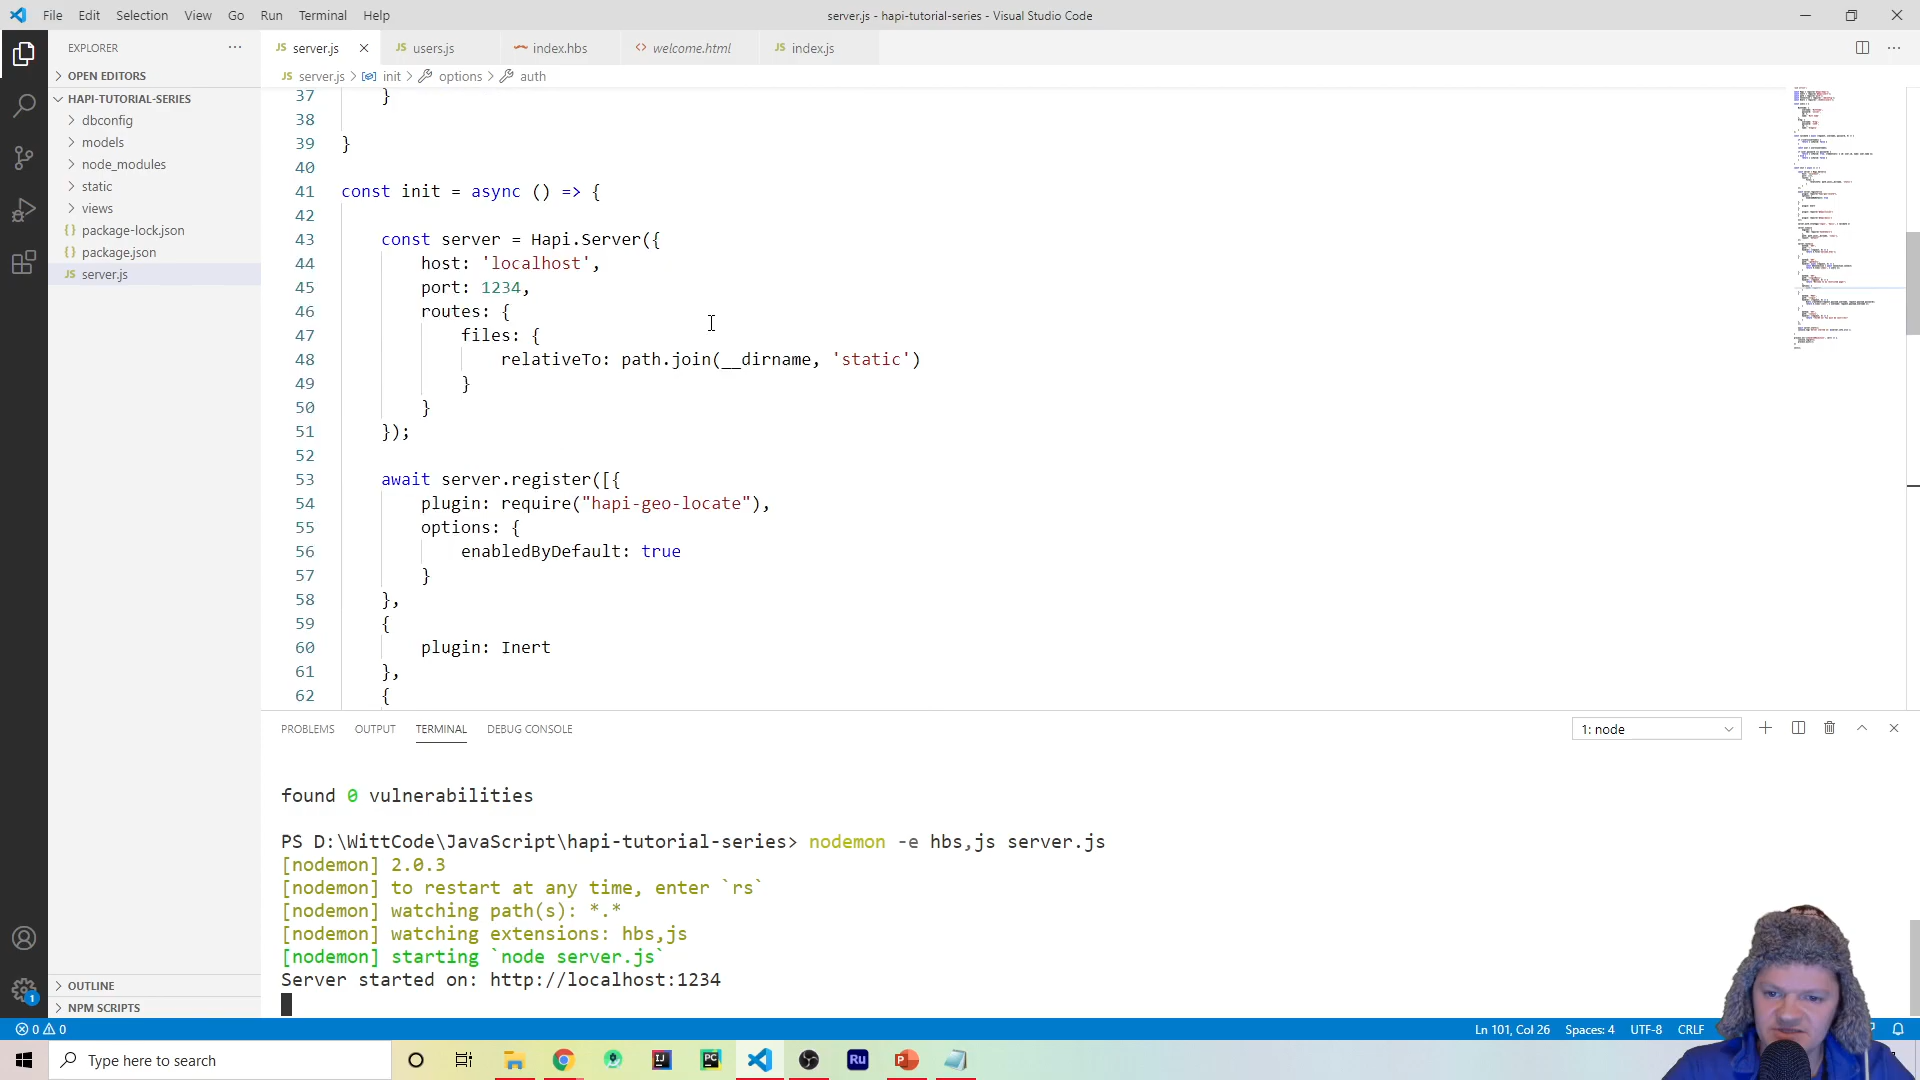 File Edit Selection View Go Run Terminal Help
server.js - hapi-tutorial-series - Visual Studio Code
EXPLORER
OPEN EDITORS
HAPI-TUTORIAL-SERIES
dbconfig
models
node_modules
static
views
{} package-lock.json
{} package.json
JS server.js
OUTLINE
NPM SCRIPTS
JS server.js
JS users.js
index.hbs
<> welcome.html
JS index.js
JS server.js > init > options > auth
37 }
38
39 }
40
41 const init = async () => {
42
43 const server = Hapi.Server({
44 host: 'localhost',
45 port: 1234,
46 routes: {
47 files: {
48 relativeTo: path.join(__dirname, 'static')
49 }
50 }
51 });
52
53 await server.register([{
54 plugin: require("hapi-geo-locate"),
55 options: {
56 enabledByDefault: true
57 }
58 },
59 {
60 plugin: Inert
61 },
62 {
PROBLEMS OUTPUT TERMINAL DEBUG CONSOLE
1: node
found 0 vulnerabilities
PS D:\WittCode\JavaScript\hapi-tutorial-series> nodemon -e hbs,js server.js
[nodemon] 2.0.3
[nodemon] to restart at any time, enter `rs`
[nodemon] watching path(s): *.*
[nodemon] watching extensions: hbs,js
[nodemon] starting `node server.js`
Server started on: http://localhost:1234
1
0 0
Ln 101, Col 26 Spaces: 4 UTF-8 CRLF
Type here to search
IJ
PC
Ru
P